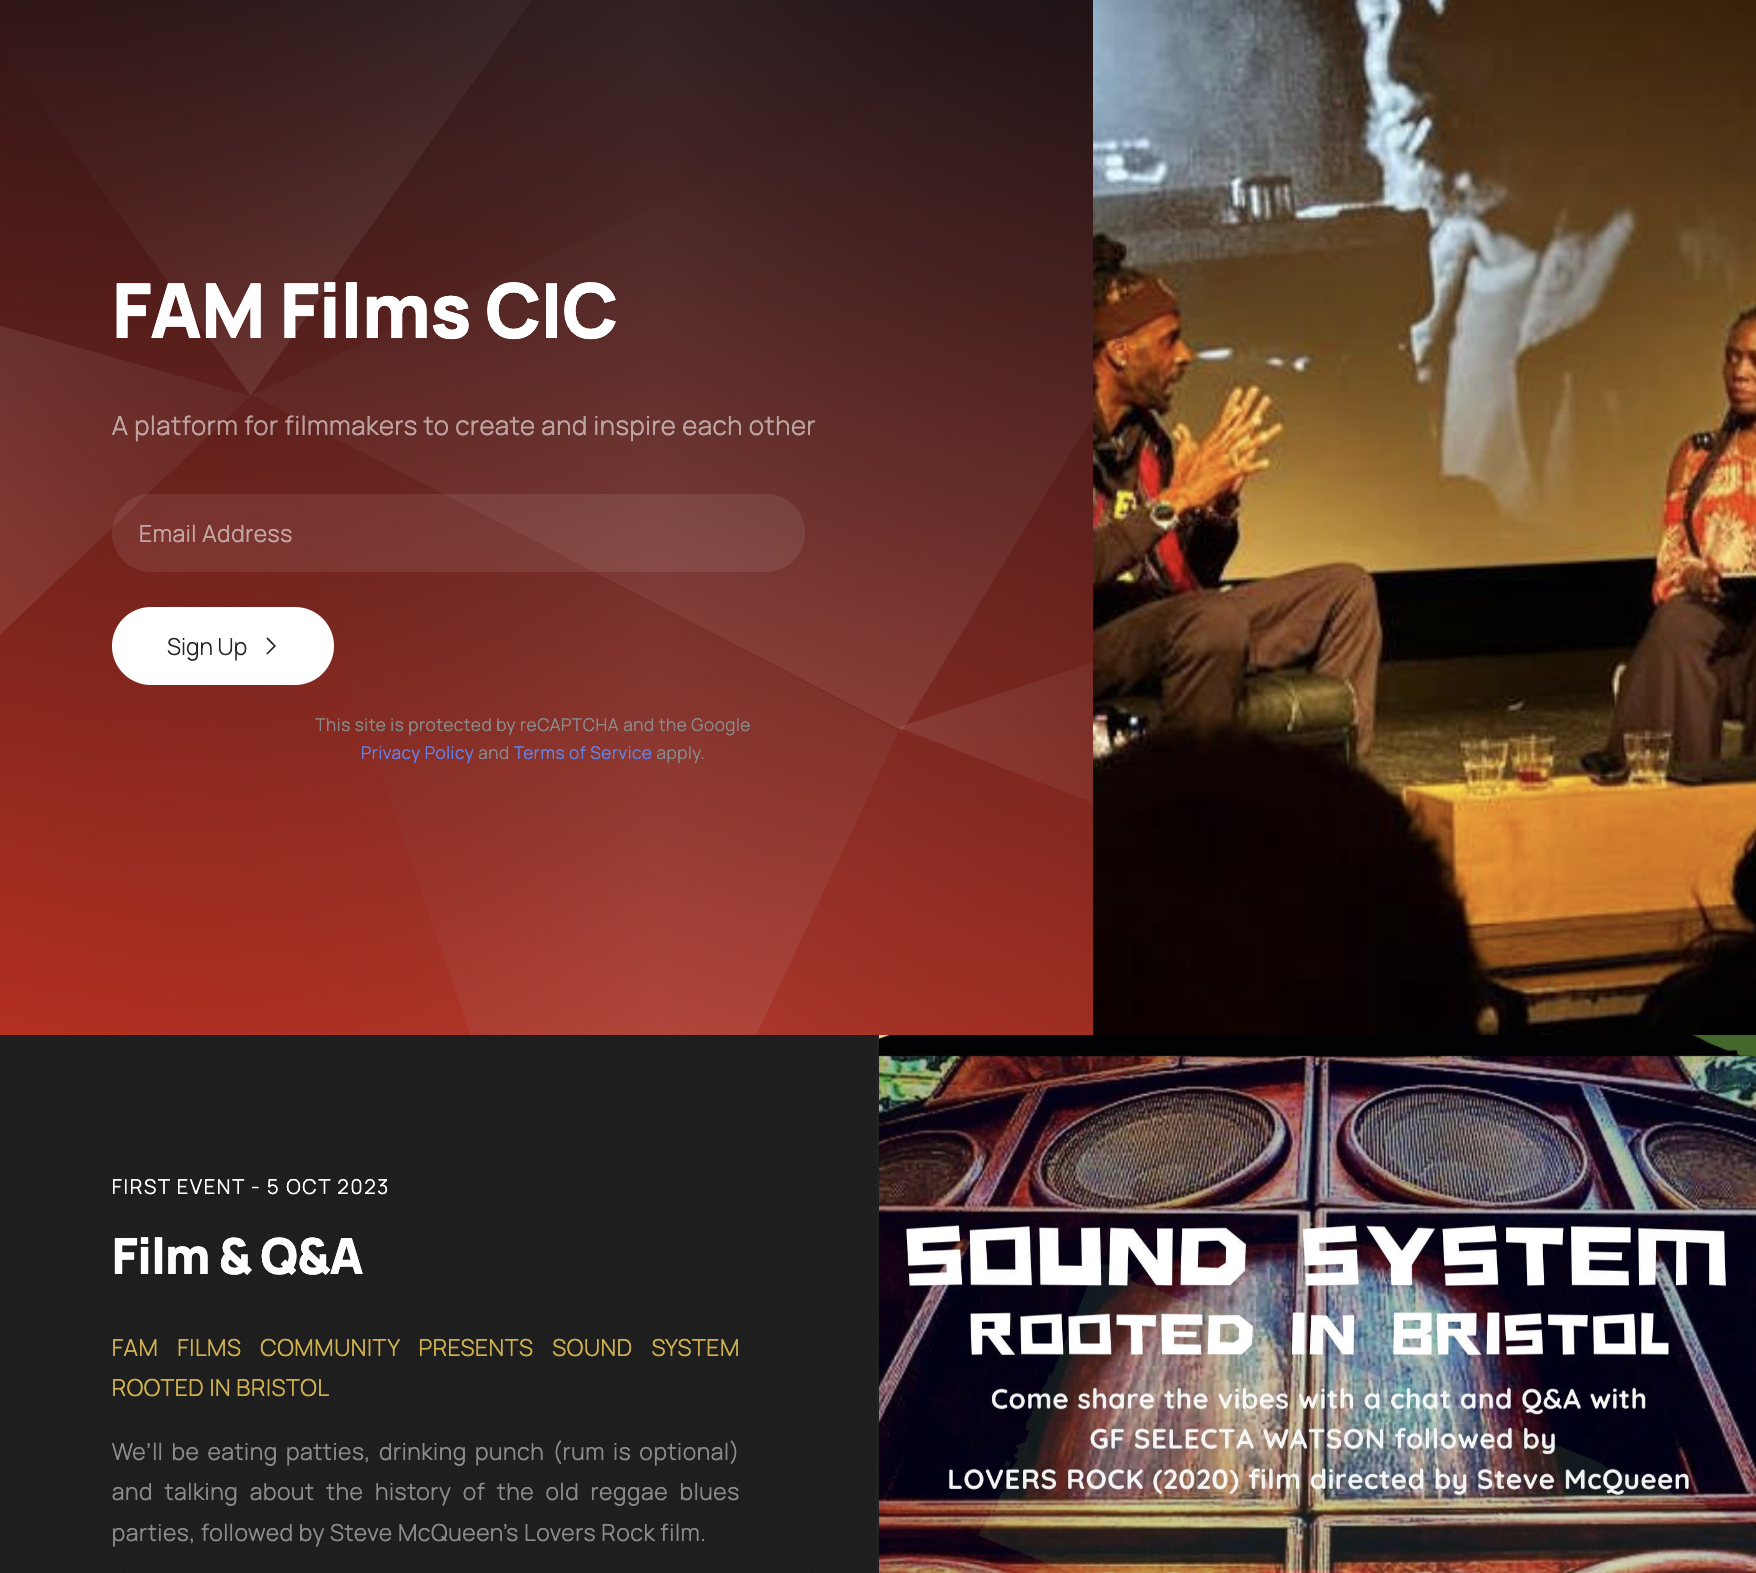 FAM Films CIC
A platform for filmmakers to create and inspire each other
Email Address
Sign Up
This site is protected by reCAPTCHA and the Google
Privacy Policy and Terms of Service apply.
FIRST EVENT - 5 OCT 2023
Film & Q&A
FAM FILMS COMMUNITY PRESENTS SOUND SYSTEM
ROOTED IN BRISTOL
We'll be eating patties, drinking punch (rum is optional)
and talking about the history of the old reggae blues
parties, followed by Steve McQueen's Lovers Rock film.
SOUND SYSTEM
ROOTED IN BRISTOL
Come share the vibes with a chat and Q&A with
GF SELECTA WATSON followed by
LOVERS ROCK (2020) film directed by Steve McQueen